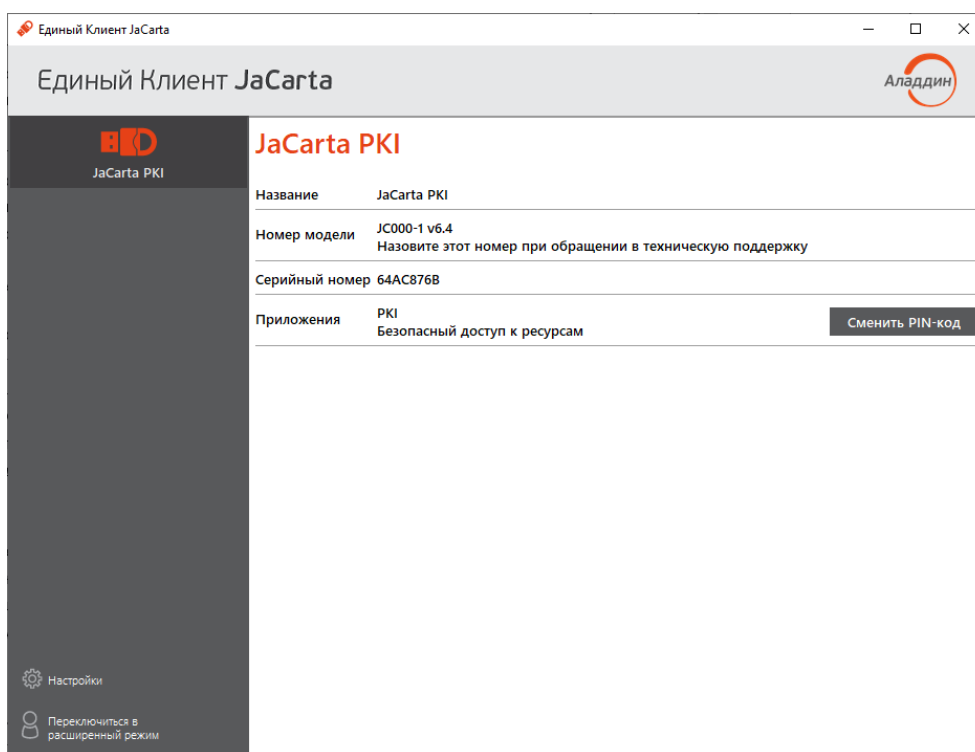 Единый Клиент JaCarta
Единый Клиент JaCarta
Аладдин
JaCarta PKI
JaCarta PKI
Название JaCarta PKI
Номер модели JC000-1 v6.4
Назовите этот номер при обращении в техническую поддержку
Серийный номер 64AC876B
Приложения PKI
Безопасный доступ к ресурсам
Сменить PIN-код
Настройки
Переключиться в
расширенный режим